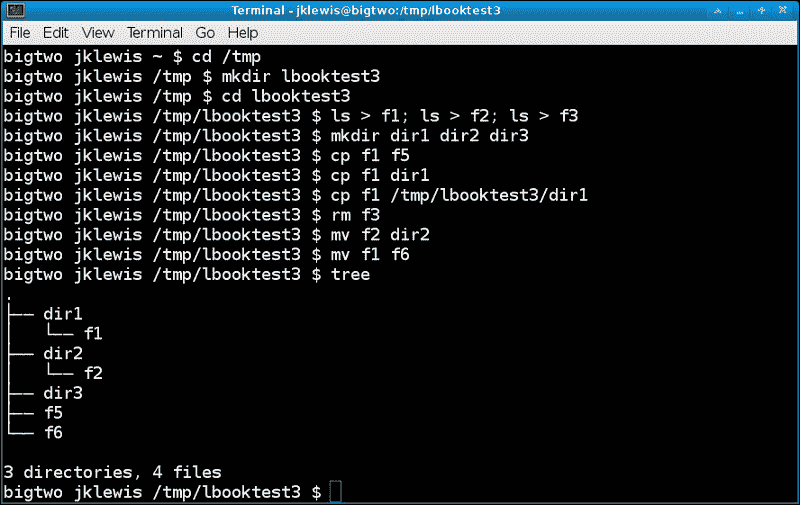 Terminal - jklewis@bigtwo:/tmp/lbooktest3
File Edit View Terminal Go Help
bigtwo jklewis ~ $ cd /tmp
bigtwo jklewis /tmp $ mkdir lbooktest3
bigtwo jklewis /tmp $ cd lbooktest3
bigtwo jklewis /tmp/lbooktest3 $ ls > f1; ls > f2; ls > f3
bigtwo jklewis /tmp/lbooktest3 $ mkdir dir1 dir2 dir3
bigtwo jklewis /tmp/lbooktest3 $ cp f1 f5
bigtwo jklewis /tmp/lbooktest3 $ cp f1 dir1
bigtwo jklewis /tmp/lbooktest3 $ cp f1 /tmp/lbooktest3/dir1
bigtwo jklewis /tmp/lbooktest3 $ rm f3
bigtwo jklewis /tmp/lbooktest3 $ mv f2 dir2
bigtwo jklewis /tmp/lbooktest3 $ mv f1 f6
bigtwo jklewis /tmp/lbooktest3 $ tree
.
├── dir1
│   └── f1
├── dir2
│   └── f2
├── dir3
├── f5
└── f6
3 directories, 4 files
bigtwo jklewis /tmp/lbooktest3 $